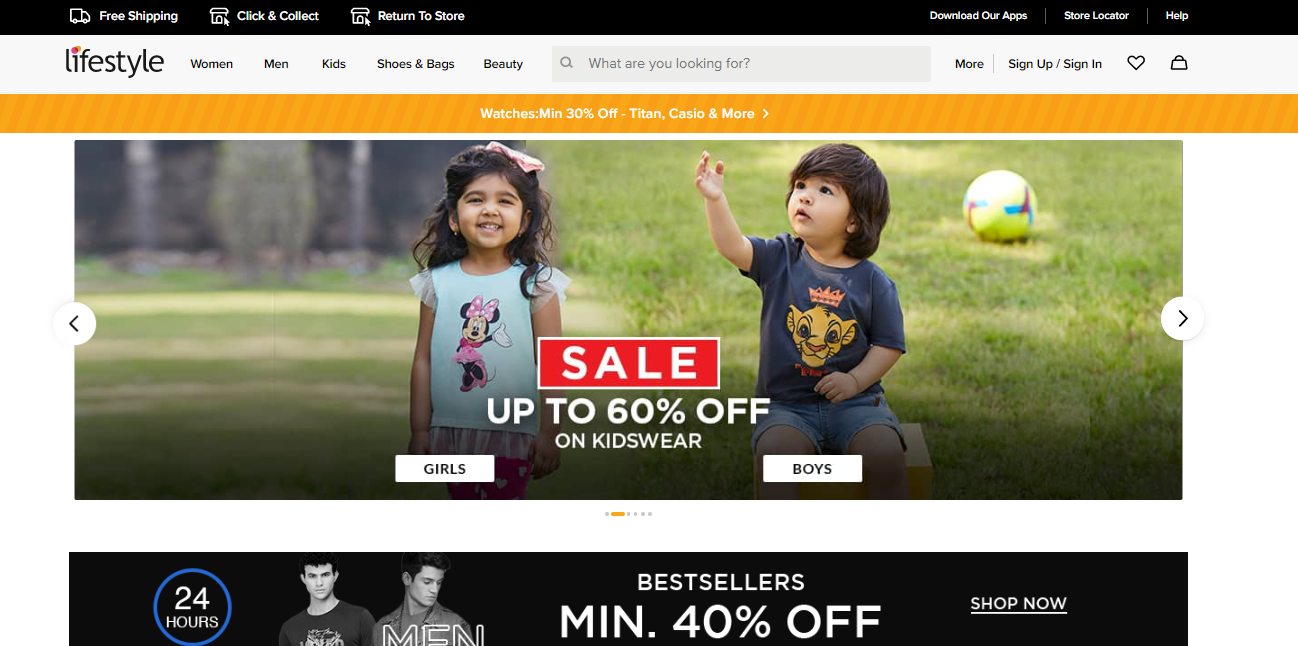 Free Shipping
Click & Collect
Return To Store
Download Our Apps
Store Locator
Help
lifestyle
Women
Men
Kids
Shoes & Bags
Beauty
What are you looking for?
More
Sign Up / Sign In
Watches:Min 30% Off - Titan, Casio & More
SALE
UP TO 60% OFF
ON KIDSWEAR
GIRLS
BOYS
24
HOURS
MEN
BESTSELLERS
MIN. 40% OFF
SHOP NOW